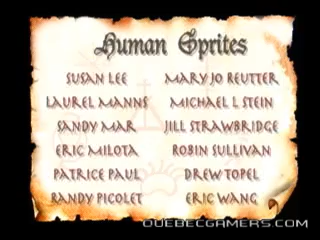 Human Sprites
Susan Lee Mary Jo Reutter
Laurel Manns Michael L Stein
Sandy Mar Jill Strawbridge
Eric Milota Robin Sullivan
Patrice Paul Drew Topel
Randy Picolet Eric Wang
QUEBECGAMERS.COM